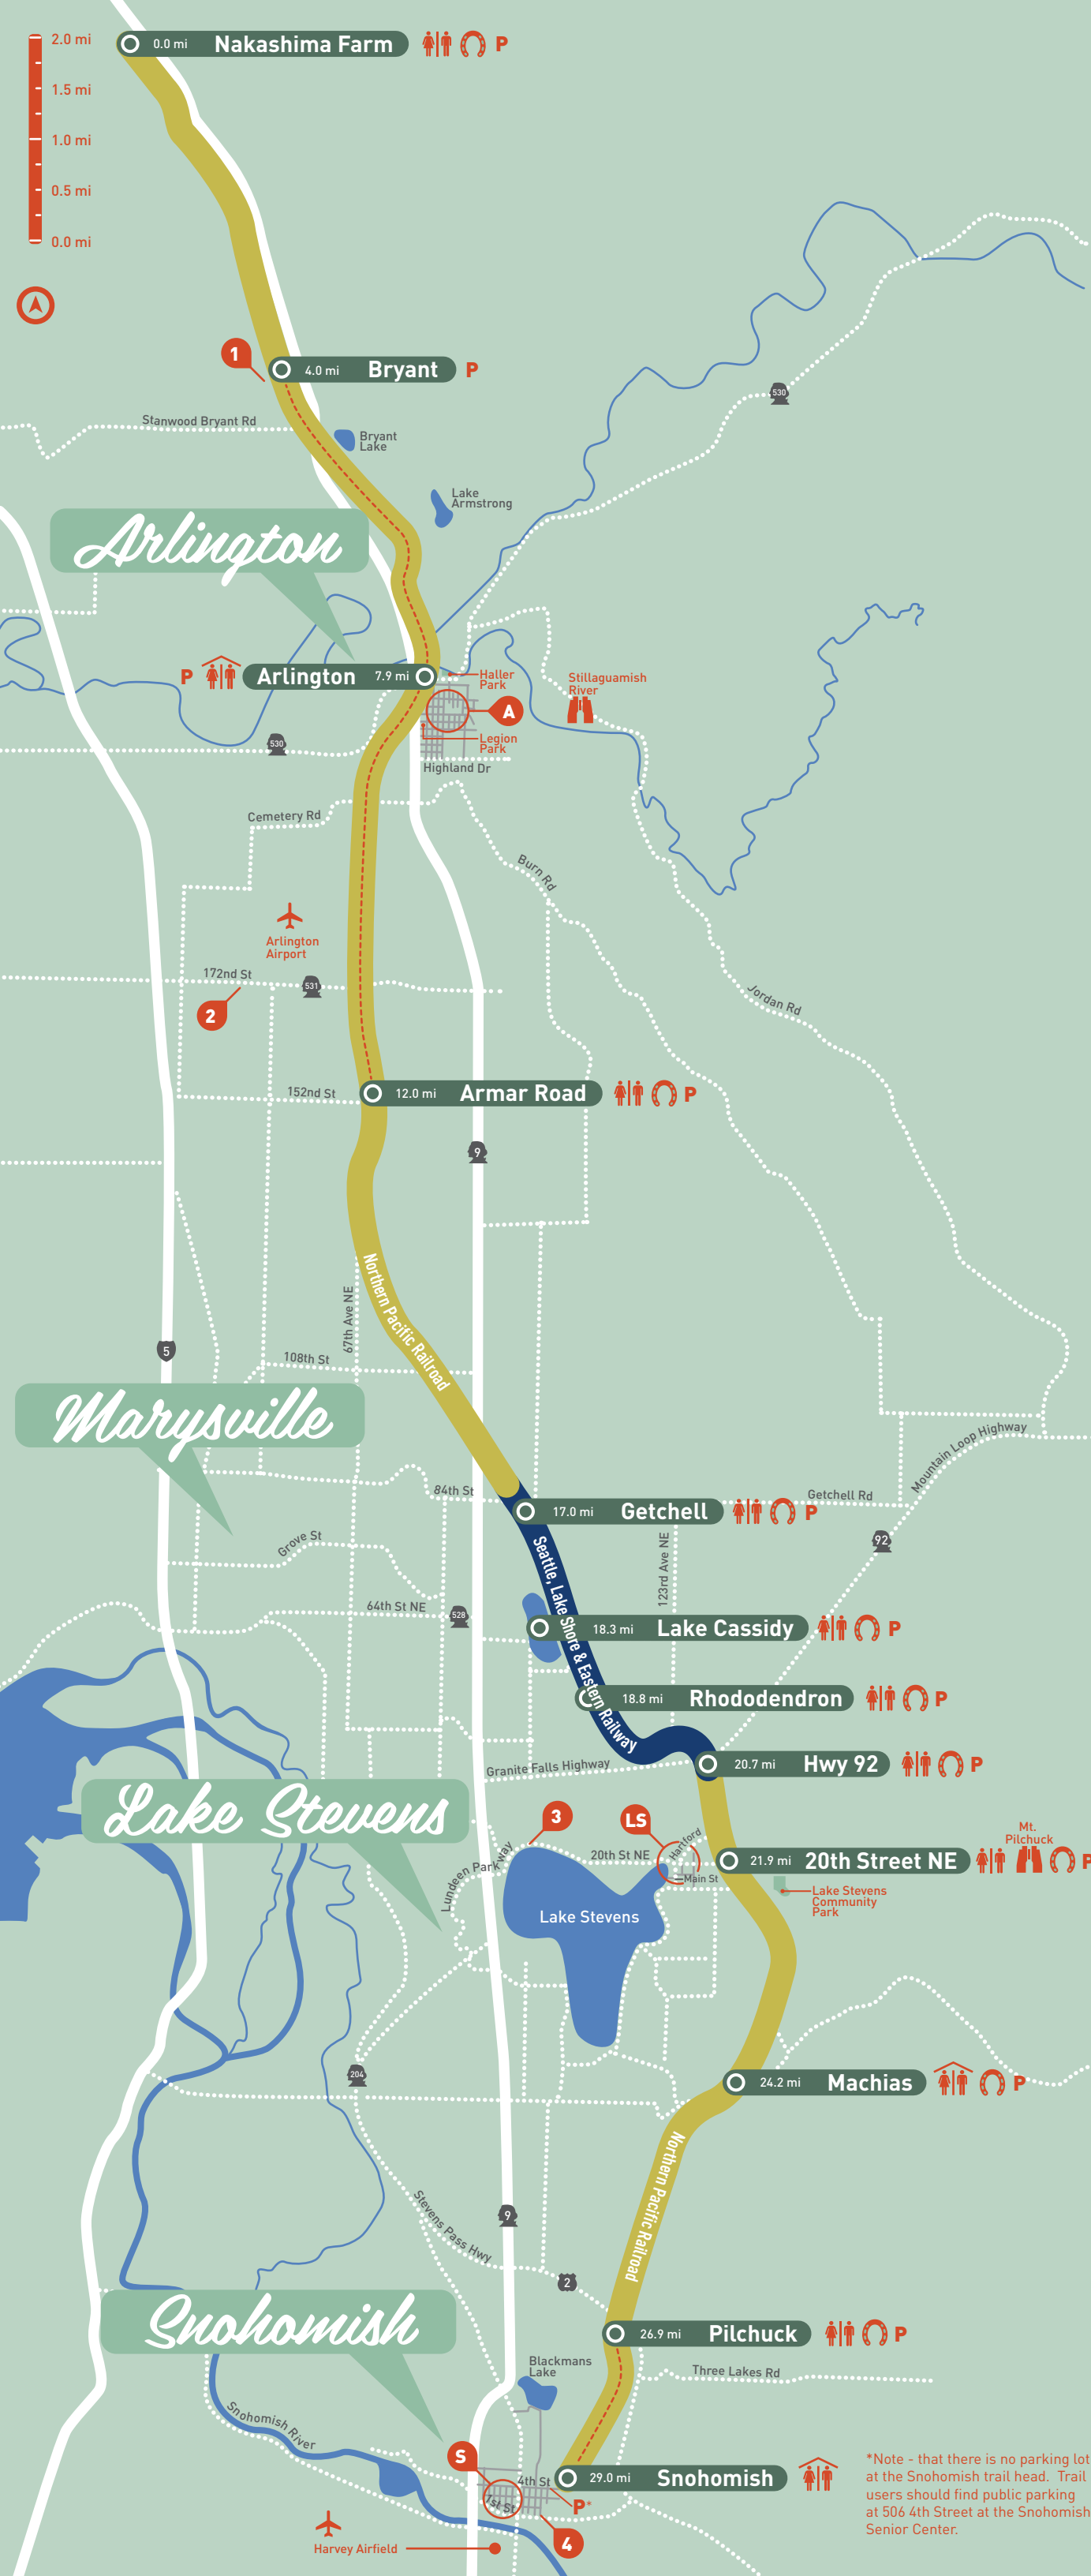 2.0 mi
1.5 mi
1.0 mi
0.5 mi
0.0 mi
0.0 mi Nakashima Farm P
1
4.0 mi Bryant P
530
Stanwood Bryant Rd
Bryant
Lake
Lake
Armstrong
Arlington
P Arlington 7.9 mi
Haller
Park
Stillaguamish
River
A
Legion
Park
530
Highland Dr
Cemetery Rd
Burn Rd
Arlington
Airport
172nd St
531
2
Jordan Rd
152nd St
12.0 mi Armar Road P
9
Northern Pacific Railroad
67th Ave NE
5
108th St
Marysville
Mountain Loop Highway
84th St
Getchell Rd
17.0 mi Getchell P
92
Grove St
Seattle, Lake Shore & Eastern Railway
123rd Ave NE
64th St NE
528
18.3 mi Lake Cassidy P
18.8 mi Rhododendron P
Granite Falls Highway
20.7 mi Hwy 92 P
Lake Stevens
3
LS
Hartford
Mt.
Pilchuck
Lundeen Parkway
20th St NE
21.9 mi 20th Street NE P
Main St
Lake Stevens
Community
Park
Lake Stevens
204
24.2 mi Machias P
Northern Pacific Railroad
Stevens Pass Hwy
9
2
Snohomish
26.9 mi Pilchuck P
Blackmans
Lake
Three Lakes Rd
Snohomish River
S
4th St
29.0 mi Snohomish
1st St
P*
4
Harvey Airfield
*Note - that there is no parking lot
at the Snohomish trail head. Trail
users should find public parking
at 506 4th Street at the Snohomish
Senior Center.